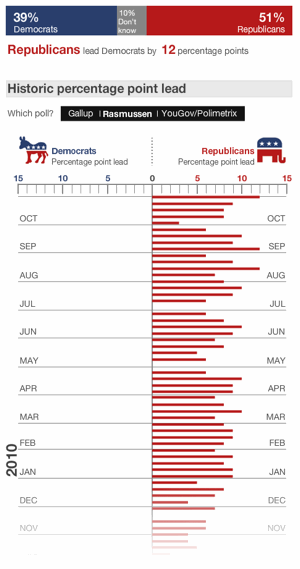 39% 10% 51%
Democrats Don't know Republicans
Republicans lead Democrats by 12 percentage points
Historic percentage point lead
Which poll? Gallup | Rasmussen | YouGov/Polimetrix
Democrats Republicans
Percentage point lead Percentage point lead
15 10 5 0 5 10 15
OCT OCT
SEP SEP
AUG AUG
JUL JUL
JUN JUN
MAY MAY
APR APR
MAR MAR
FEB FEB
2010
JAN JAN
DEC DEC
NOV NOV